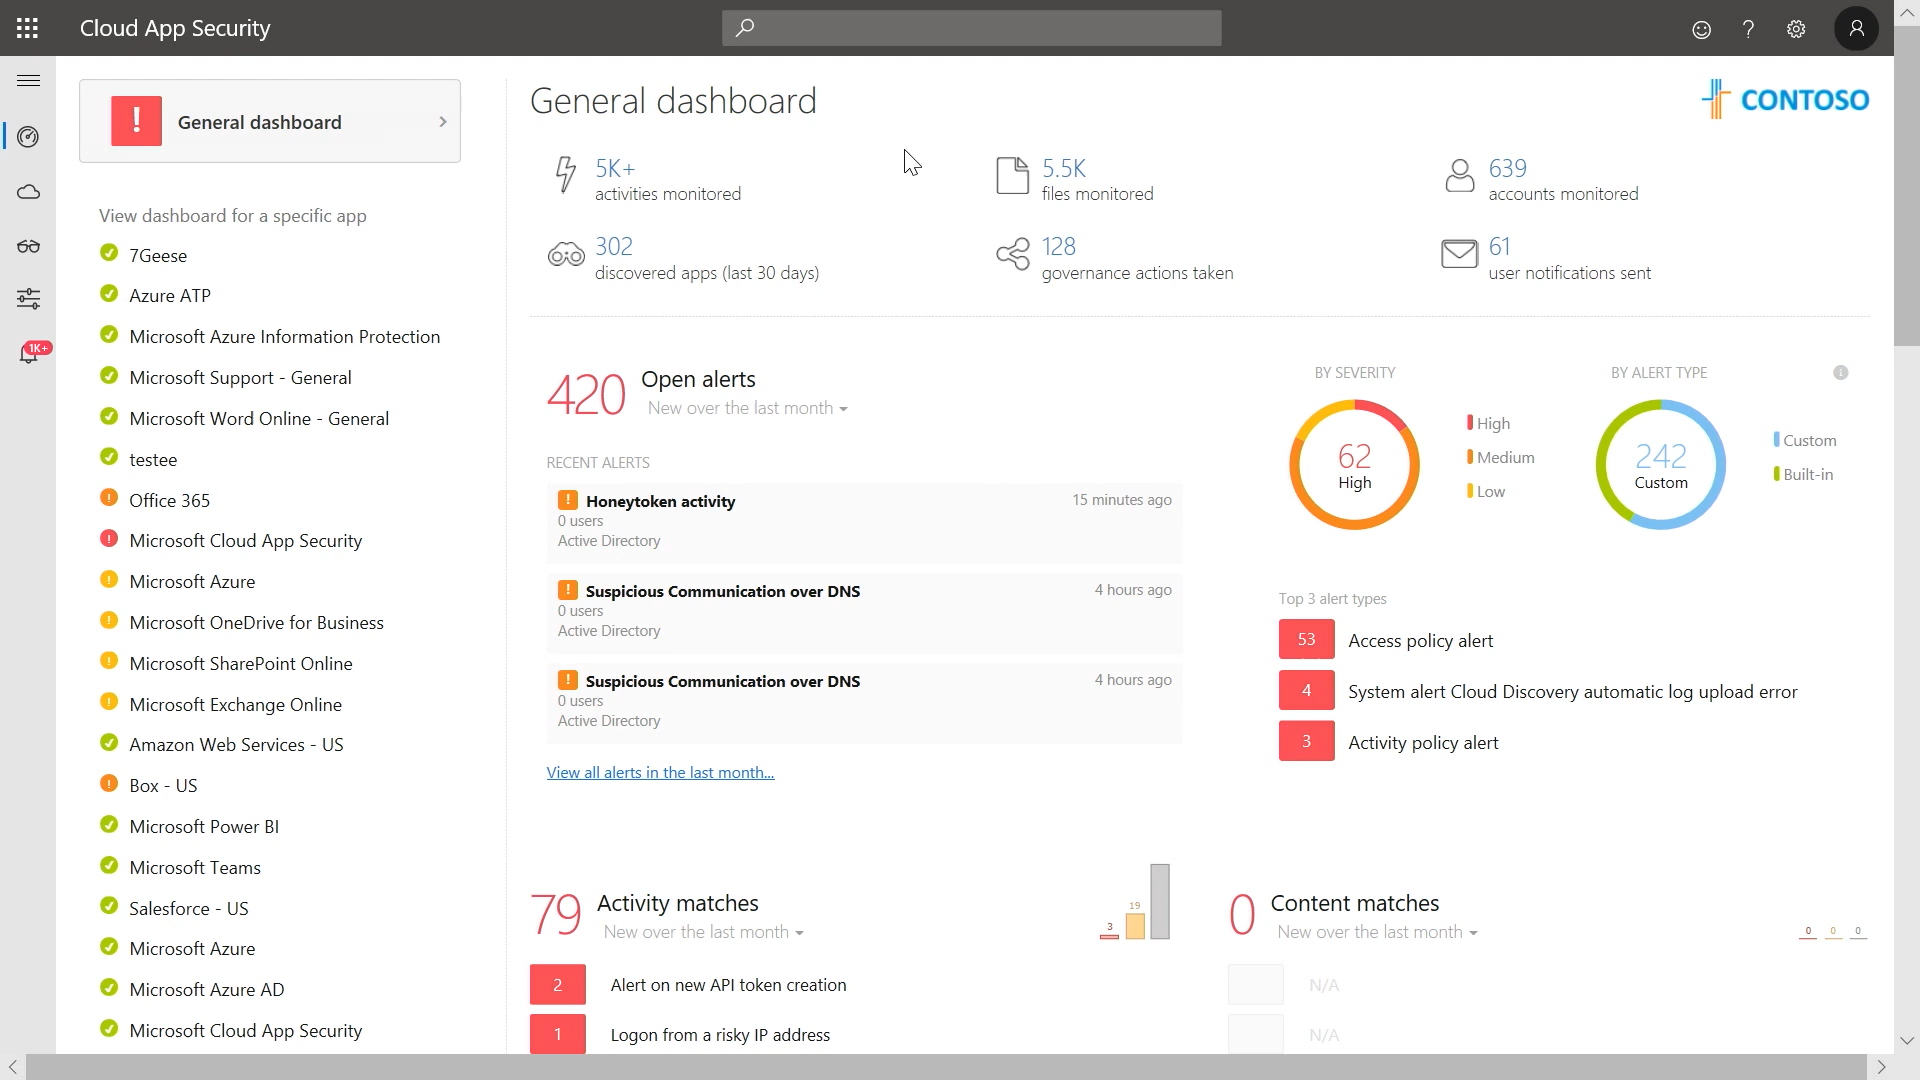 Cloud App Security
?
! General dashboard
View dashboard for a specific app
7Geese
Azure ATP
Microsoft Azure Information Protection
Microsoft Support - General
Microsoft Word Online - General
testee
Office 365
Microsoft Cloud App Security
Microsoft Azure
Microsoft OneDrive for Business
Microsoft SharePoint Online
Microsoft Exchange Online
Amazon Web Services - US
Box - US
Microsoft Power BI
Microsoft Teams
Salesforce - US
Microsoft Azure
Microsoft Azure AD
Microsoft Cloud App Security
1K+
General dashboard
CONTOSO
5K+
activities monitored
5.5K
files monitored
639
accounts monitored
302
discovered apps (last 30 days)
128
governance actions taken
61
user notifications sent
420 Open alerts
New over the last month
RECENT ALERTS
! Honeytoken activity 15 minutes ago
0 users
Active Directory
! Suspicious Communication over DNS 4 hours ago
0 users
Active Directory
! Suspicious Communication over DNS 4 hours ago
0 users
Active Directory
View all alerts in the last month...
BY SEVERITY
62
High
High
Medium
Low
BY ALERT TYPE
242
Custom
Custom
Built-in
Top 3 alert types
53 Access policy alert
4 System alert Cloud Discovery automatic log upload error
3 Activity policy alert
79 Activity matches
New over the last month
3 19
2 Alert on new API token creation
1 Logon from a risky IP address
0 Content matches
New over the last month
0 0 0
N/A
N/A